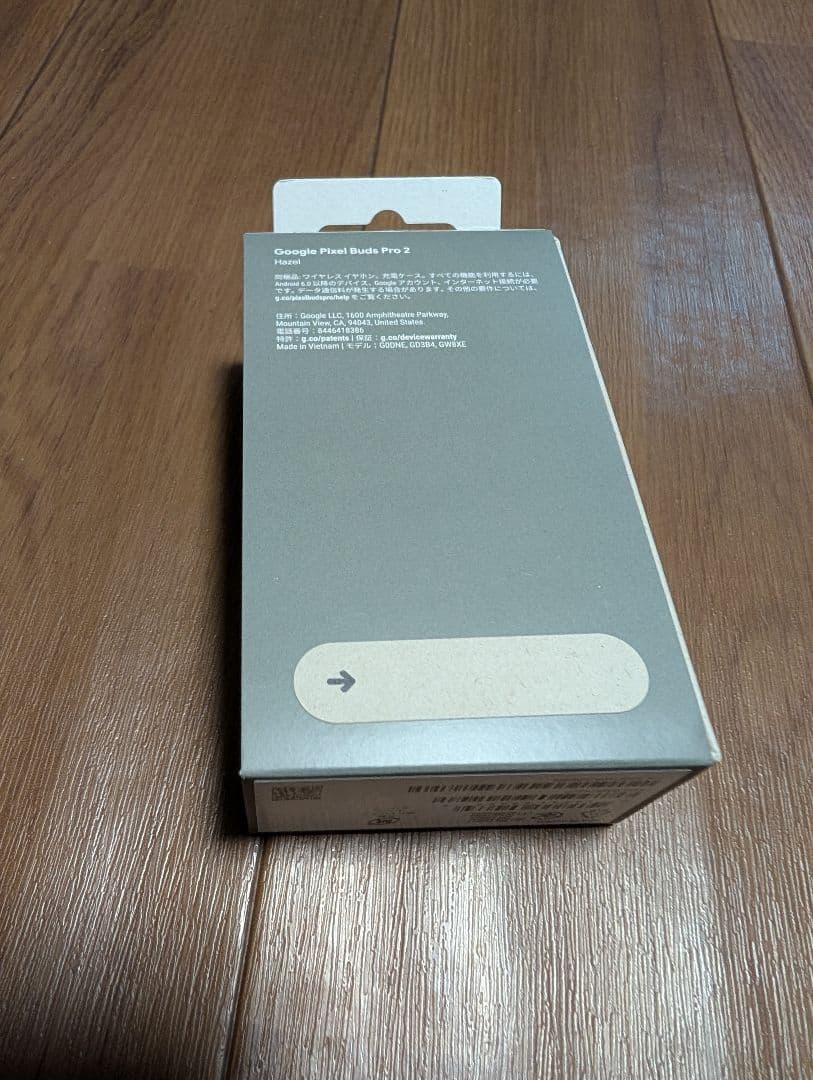 Google Pixel Buds Pro 2
Hazel
同梱品: ワイヤレス イヤホン、充電ケース。すべての機能を利用するには、
Android 6.0 以降のデバイス、Google アカウント、インターネット接続が必要
です。データ通信料が発生する場合があります。その他の要件については、
g.co/pixelbudspro/help をご覧ください。
住所：Google LLC, 1600 Amphitheatre Parkway,
Mountain View, CA, 94043, United States
電話番号：8446418386
特許：g.co/patents | 保証：g.co/devicewarranty
Made in Vietnam | モデル：G0DNE, GD3B4, GW8XE